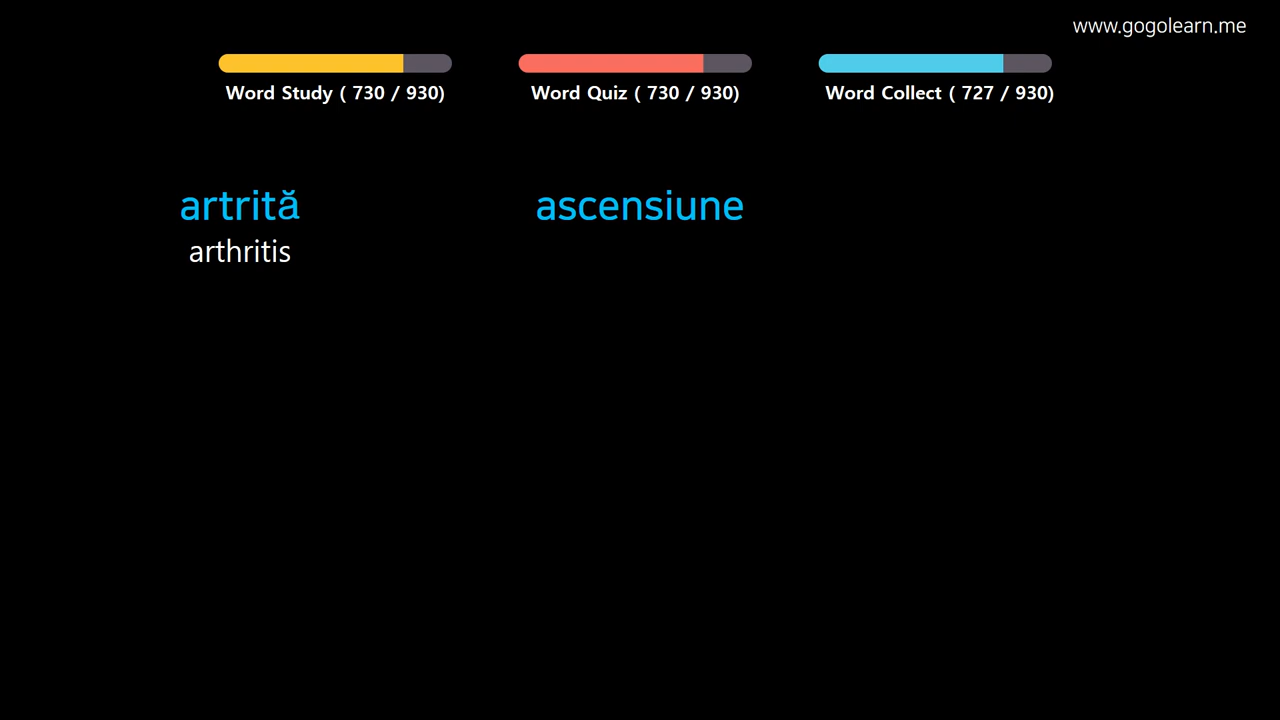 www.gogolearn.me
Word Study ( 730 / 930)
Word Quiz ( 730 / 930)
Word Collect ( 727 / 930)
artrită
ascensiune
arthritis